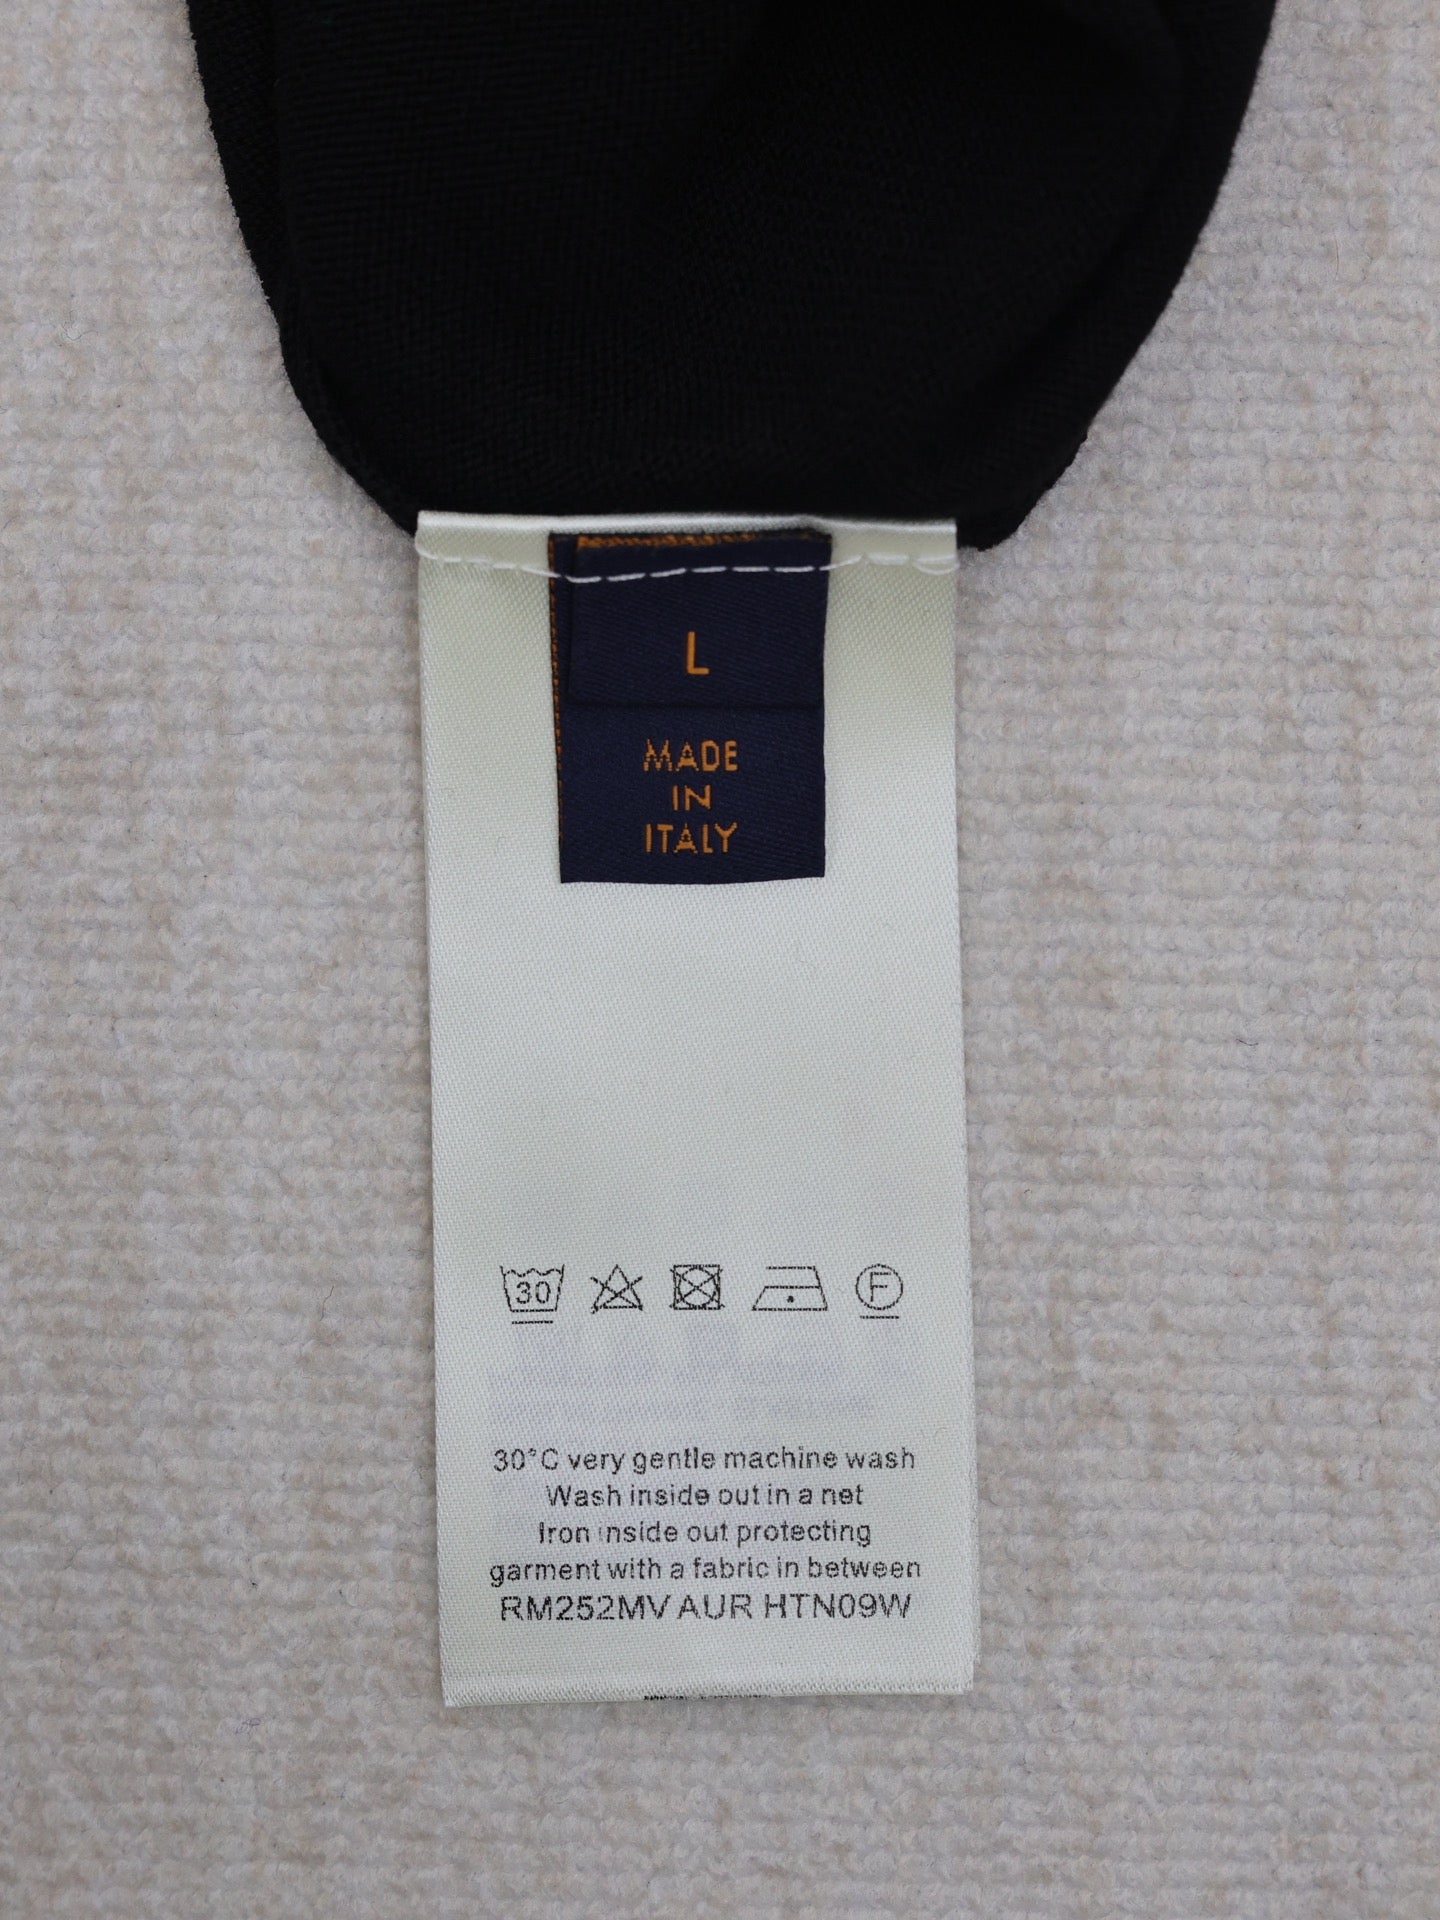 L
MADE
IN
ITALY
30
F
30°C very gentle machine wash
Wash inside out in a net
Iron inside out protecting
garment with a fabric in between
RM252MV AUR HTN09W